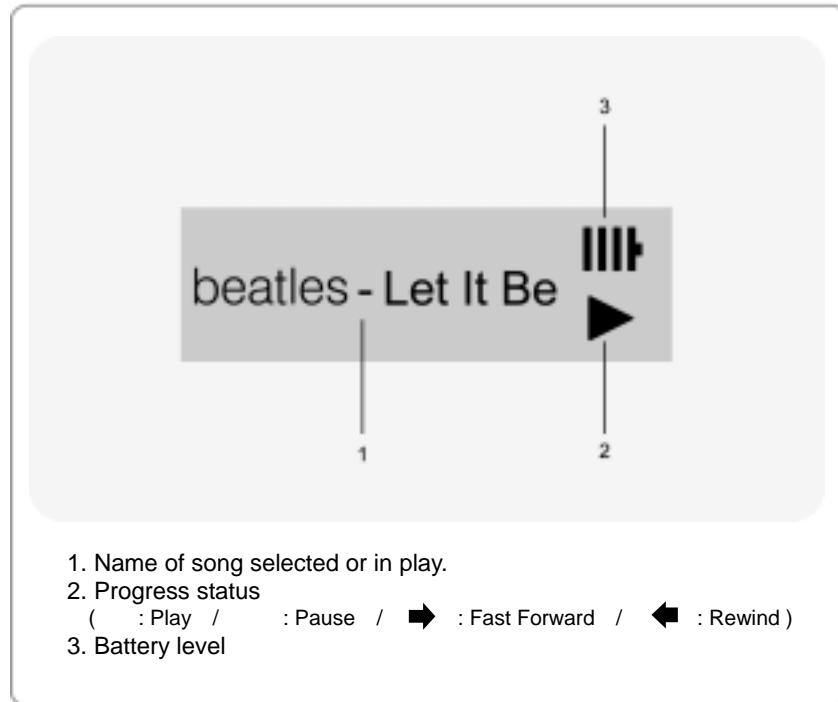 3
beatles - Let It Be
1
2
1. Name of song selected or in play.
2. Progress status
( : Play / : Pause / : Fast Forward / : Rewind )
3. Battery level